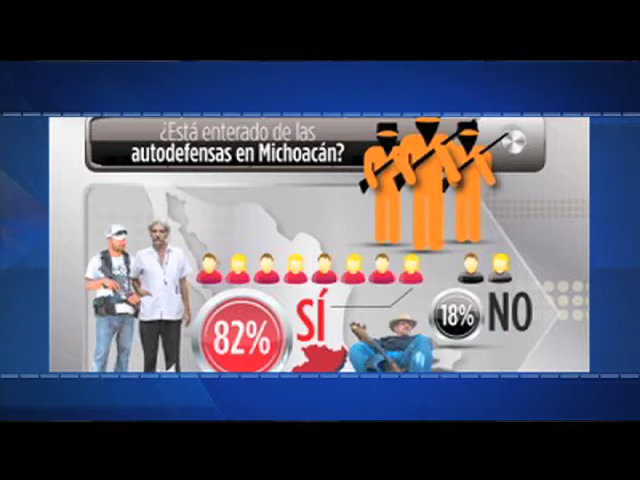 ¿Está enterado de las
autodefensas en Michoacán?
82%
SÍ
18%
NO